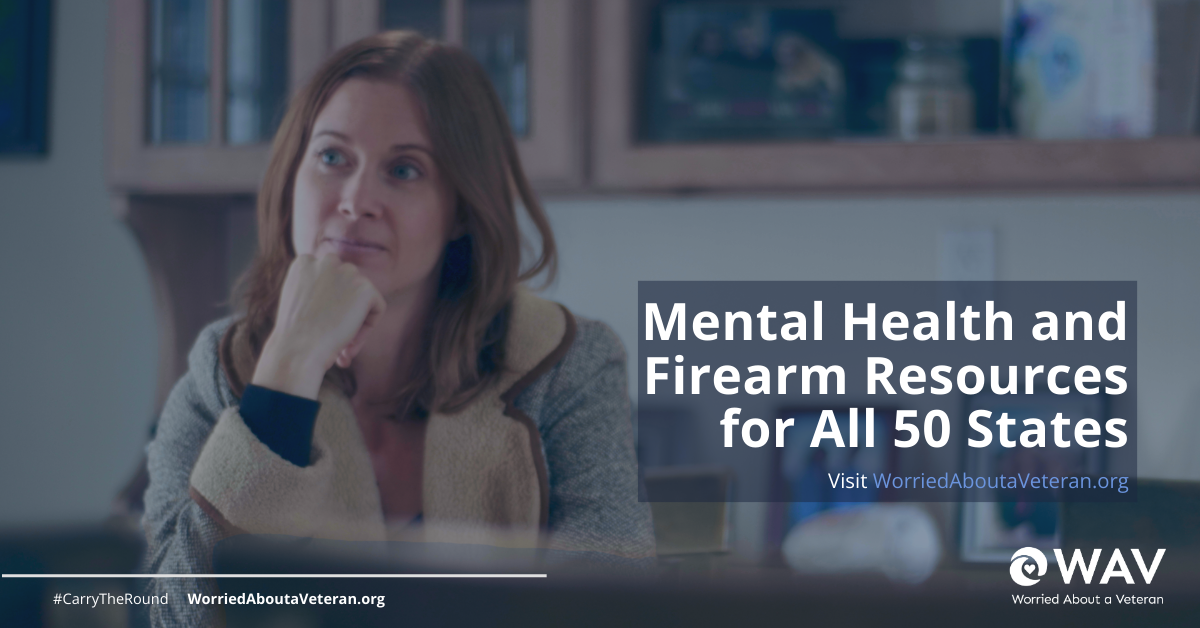 Mental Health and
Firearm Resources
for All 50 States
Visit WorriedAboutaVeteran.org
#CarryTheRound WorriedAboutaVeteran.org
WAV
Worried About a Veteran